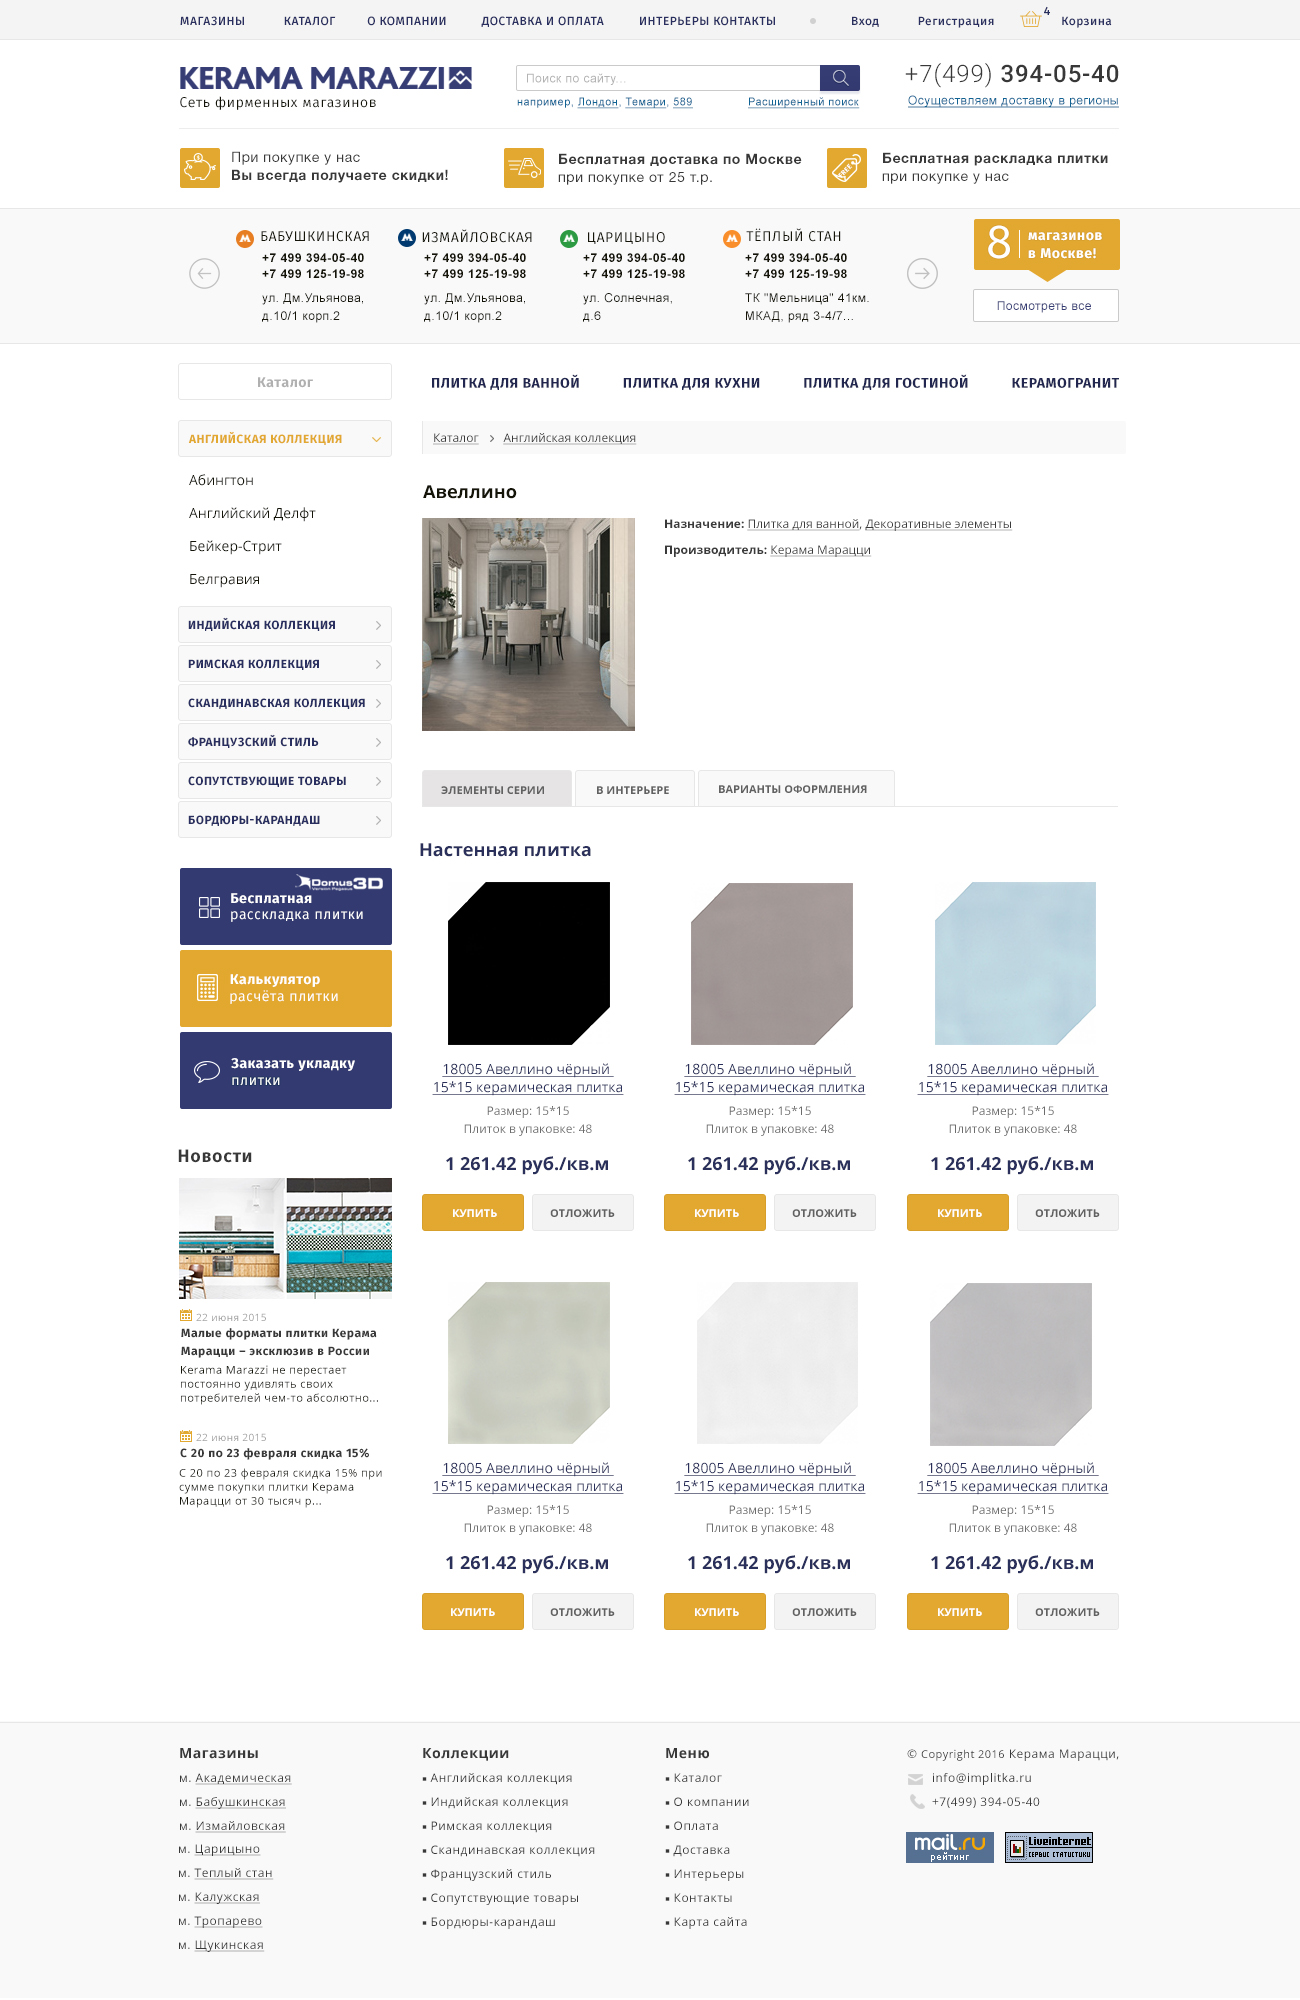 МАГАЗИНЫ КАТАЛОГ О КОМПАНИИ ДОСТАВКА И ОПЛАТА ИНТЕРЬЕРЫ КОНТАКТЫ Вход Регистрация 4 Корзина
KERAMA MARAZZI
Сеть фирменных магазинов
Поиск по сайту...
например, Лондон, Темари, 589 Расширенный поиск
+7(499) 394-05-40
Осуществляем доставку в регионы
При покупке у нас
Вы всегда получаете скидки!
Бесплатная доставка по Москве
при покупке от 25 т.р.
FREE
Бесплатная раскладка плитки
при покупке у нас
БАБУШКИНСКАЯ
+7 499 394-05-40
+7 499 125-19-98
ул. Дм.Ульянова,
д.10/1 корп.2
ИЗМАЙЛОВСКАЯ
+7 499 394-05-40
+7 499 125-19-98
ул. Дм.Ульянова,
д.10/1 корп.2
ЦАРИЦЫНО
+7 499 394-05-40
+7 499 125-19-98
ул. Солнечная,
д.6
ТЁПЛЫЙ СТАН
+7 499 394-05-40
+7 499 125-19-98
ТК "Мельница" 41км.
МКАД, ряд 3-4/7...
8 магазинов
в Москве!
Посмотреть все
Каталог
ПЛИТКА ДЛЯ ВАННОЙ ПЛИТКА ДЛЯ КУХНИ ПЛИТКА ДЛЯ ГОСТИНОЙ КЕРАМОГРАНИТ
АНГЛИЙСКАЯ КОЛЛЕКЦИЯ
Абингтон
Английский Делфт
Бейкер-Стрит
Белгравия
ИНДИЙСКАЯ КОЛЛЕКЦИЯ
РИМСКАЯ КОЛЛЕКЦИЯ
СКАНДИНАВСКАЯ КОЛЛЕКЦИЯ
ФРАНЦУЗСКИЙ СТИЛЬ
СОПУТСТВУЮЩИЕ ТОВАРЫ
БОРДЮРЫ-КАРАНДАШ
Domus3D
Version Pegasus
Бесплатная
расскладка плитки
Калькулятор
расчёта плитки
Заказать укладку
плитки
Новости
22 июня 2015
Малые форматы плитки Керама
Марацци – эксклюзив в России
Kerama Marazzi не перестает
постоянно удивлять своих
потребителей чем-то абсолютно...
22 июня 2015
С 20 по 23 февраля скидка 15%
С 20 по 23 февраля скидка 15% при
сумме покупки плитки Керама
Марацци от 30 тысяч р...
Каталог > Английская коллекция
Авеллино
Назначение: Плитка для ванной, Декоративные элементы
Производитель: Керама Марацци
ЭЛЕМЕНТЫ СЕРИИ В ИНТЕРЬЕРЕ ВАРИАНТЫ ОФОРМЛЕНИЯ
Настенная плитка
18005 Авеллино чёрный
15*15 керамическая плитка
Размер: 15*15
Плиток в упаковке: 48
1 261.42 руб./кв.м
КУПИТЬ ОТЛОЖИТЬ
18005 Авеллино чёрный
15*15 керамическая плитка
Размер: 15*15
Плиток в упаковке: 48
1 261.42 руб./кв.м
КУПИТЬ ОТЛОЖИТЬ
18005 Авеллино чёрный
15*15 керамическая плитка
Размер: 15*15
Плиток в упаковке: 48
1 261.42 руб./кв.м
КУПИТЬ ОТЛОЖИТЬ
18005 Авеллино чёрный
15*15 керамическая плитка
Размер: 15*15
Плиток в упаковке: 48
1 261.42 руб./кв.м
КУПИТЬ ОТЛОЖИТЬ
18005 Авеллино чёрный
15*15 керамическая плитка
Размер: 15*15
Плиток в упаковке: 48
1 261.42 руб./кв.м
КУПИТЬ ОТЛОЖИТЬ
18005 Авеллино чёрный
15*15 керамическая плитка
Размер: 15*15
Плиток в упаковке: 48
1 261.42 руб./кв.м
КУПИТЬ ОТЛОЖИТЬ
Магазины
м. Академическая
м. Бабушкинская
м. Измайловская
м. Царицыно
м. Теплый стан
м. Калужская
м. Тропарево
м. Щукинская
Коллекции
▪ Английская коллекция
▪ Индийская коллекция
▪ Римская коллекция
▪ Скандинавская коллекция
▪ Французский стиль
▪ Сопутствующие товары
▪ Бордюры-карандаш
Меню
▪ Каталог
▪ О компании
▪ Оплата
▪ Доставка
▪ Интерьеры
▪ Контакты
▪ Карта сайта
© Copyright 2016 Керама Марацци,
info@implitka.ru
+7(499) 394-05-40
mail.ru
рейтинг
Liveinternet
СЕРВИС СТАТИСТИКИ